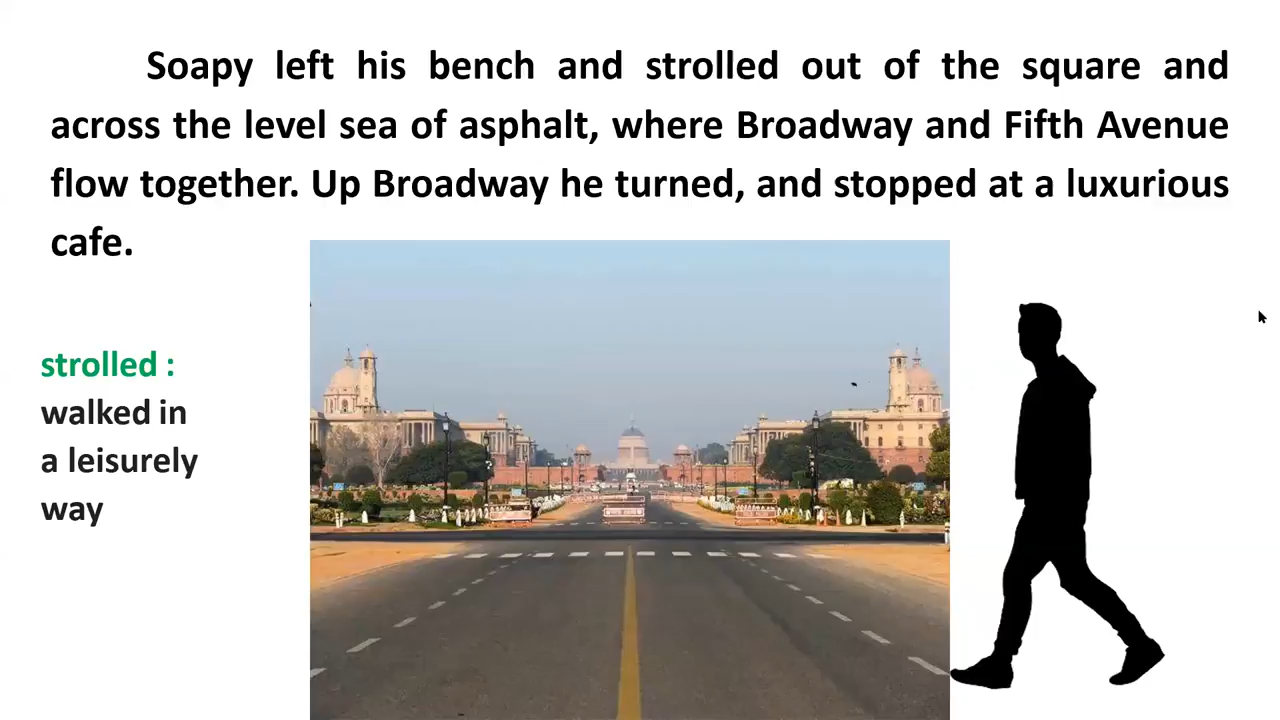 Soapy left his bench and strolled out of the square and
across the level sea of asphalt, where Broadway and Fifth Avenue
flow together. Up Broadway he turned, and stopped at a luxurious
cafe.
strolled :
walked in
a leisurely
way